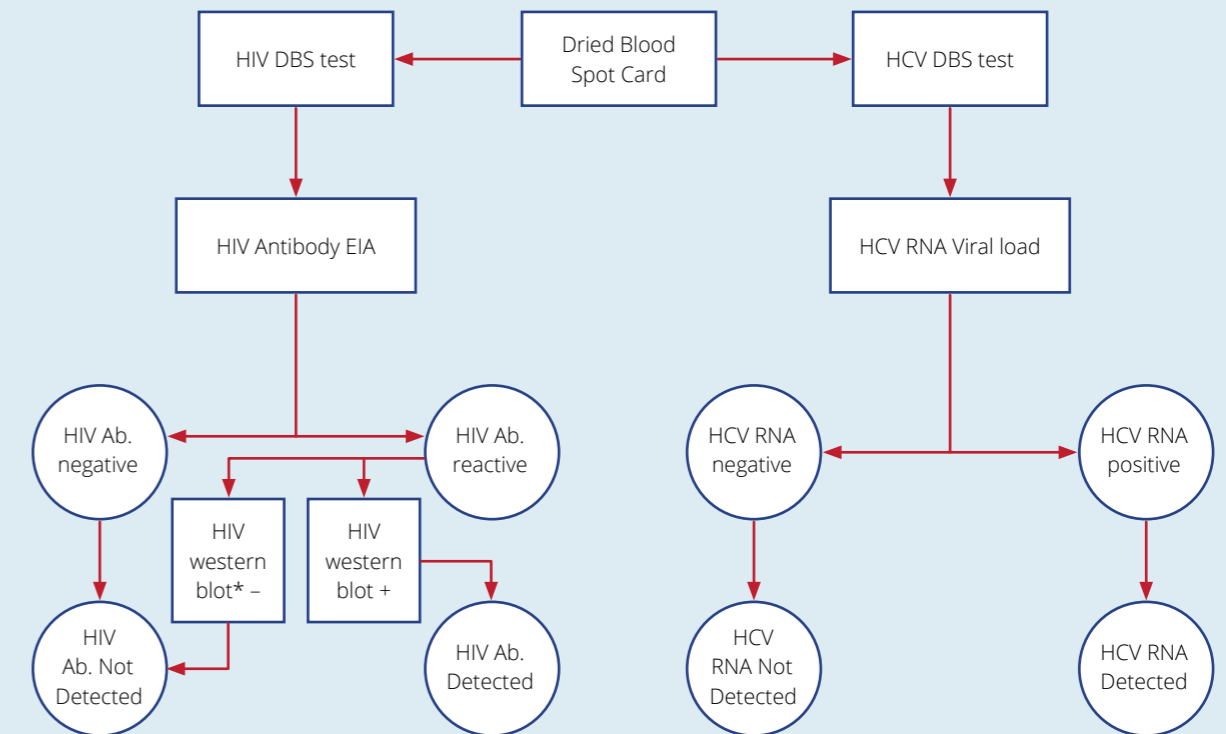 HIV DBS test
Dried Blood
Spot Card
HCV DBS test
HIV Antibody EIA
HCV RNA Viral load
HIV Ab.
negative
HIV Ab.
reactive
HCV RNA
negative
HCV RNA
positive
HIV
western
blot* –
HIV
western
blot +
HIV
Ab. Not
Detected
HIV Ab.
Detected
HCV
RNA Not
Detected
HCV RNA
Detected